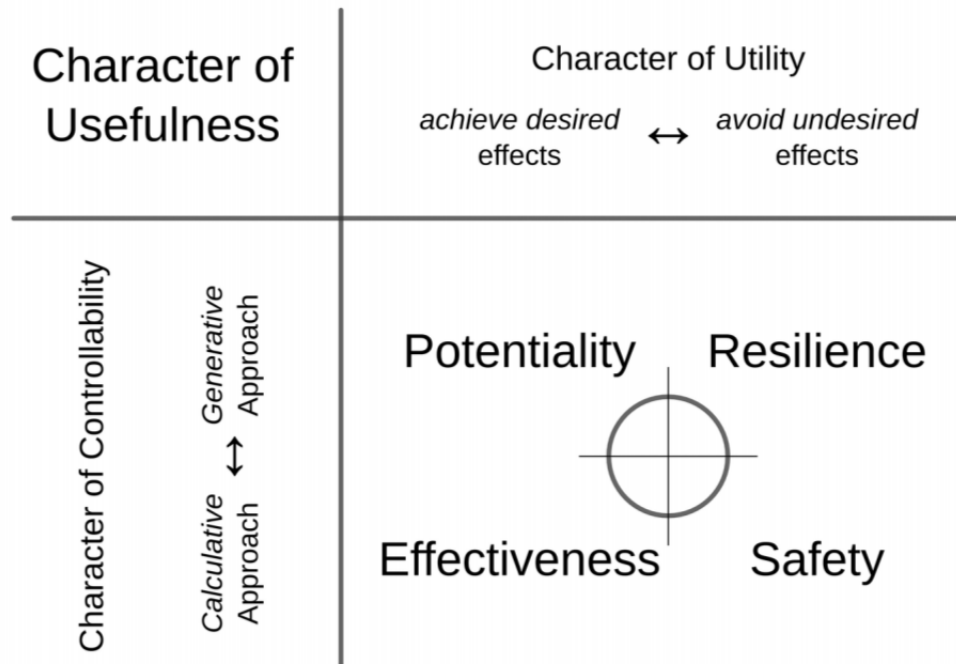 Character of
Usefulness
Character of Utility
achieve desired
effects
↔
avoid undesired
effects
Character of Controllability
Generative
Approach
↔
Calculative
Approach
Potentiality
Resilience
Effectiveness
Safety